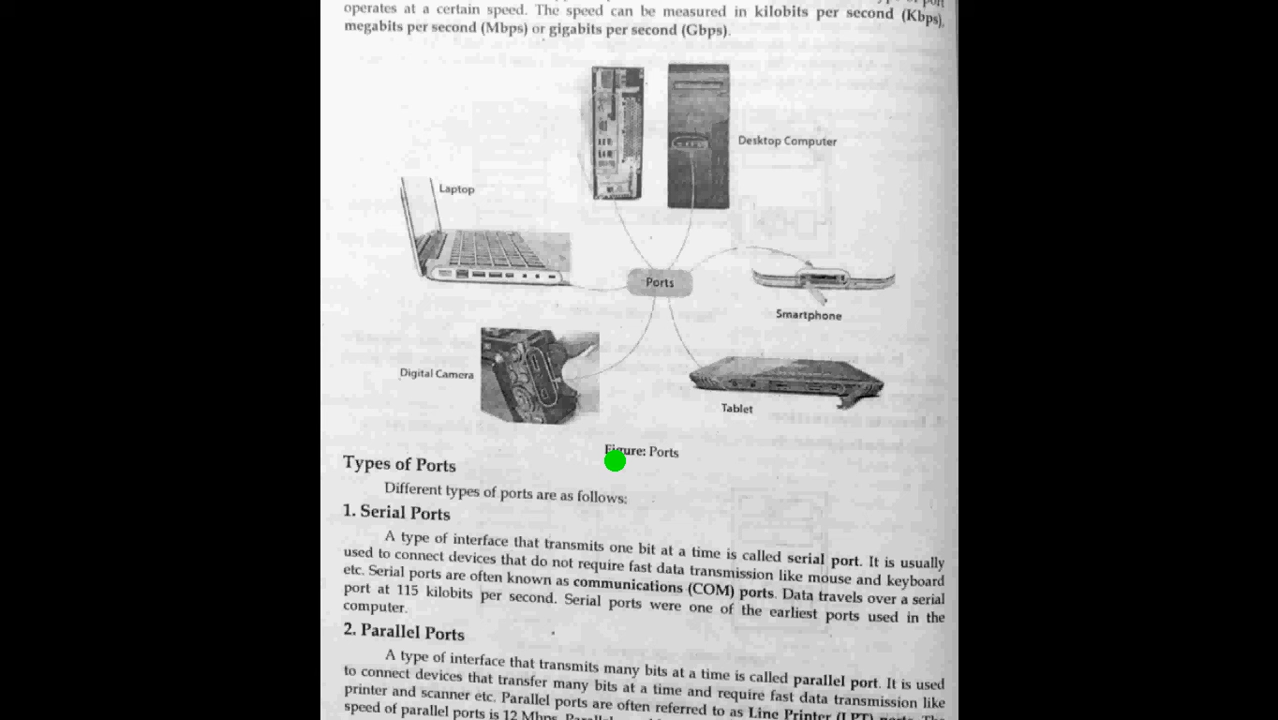 operates at a certain speed. The speed can be measured in kilobits per second (Kbps),
megabits per second (Mbps) or gigabits per second (Gbps).
Desktop Computer
Laptop
Ports
Smartphone
Digital Camera
Tablet
Figure: Ports
Types of Ports
Different types of ports are as follows:
1. Serial Ports
A type of interface that transmits one bit at a time is called serial port. It is usually
used to connect devices that do not require fast data transmission like mouse and keyboard
etc. Serial ports are often known as communications (COM) ports. Data travels over a serial
port at 115 kilobits per second. Serial ports were one of the earliest ports used in the
computer.
2. Parallel Ports
A type of interface that transmits many bits at a time is called parallel port. It is used
to connect devices that transfer many bits at a time and require fast data transmission like
printer and scanner etc. Parallel ports are often referred to as Line Printer (LPT) ports. The
speed of parallel ports is 12 Mbps.